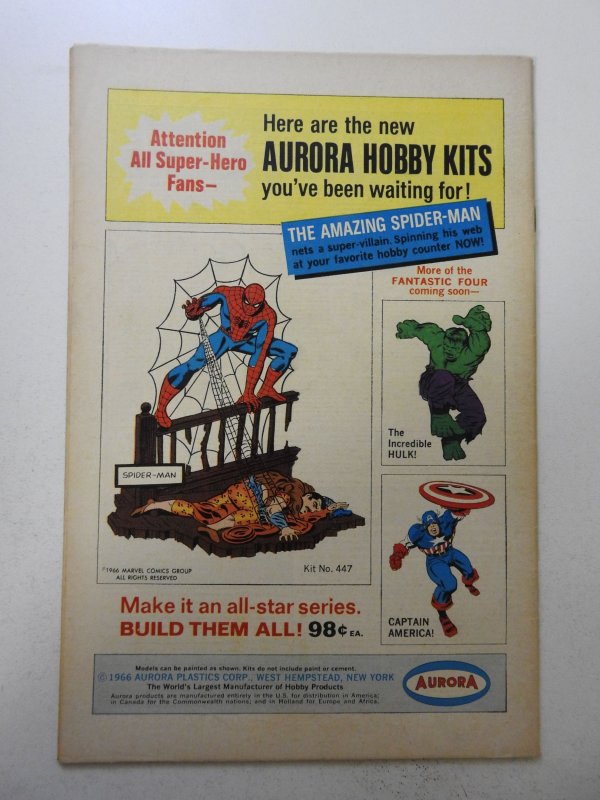 Attention
All Super-Hero
Fans—
Here are the new
AURORA HOBBY KITS
you've been waiting for!
THE AMAZING SPIDER-MAN
nets a super-villain. Spinning his web
at your favorite hobby counter NOW!
More of the
FANTASTIC FOUR
coming soon—
The
Incredible
HULK!
SPIDER-MAN
©1966 MARVEL COMICS GROUP
ALL RIGHTS RESERVED
Kit No. 447
CAPTAIN
AMERICA!
Make it an all-star series.
BUILD THEM ALL! 98¢ EA.
Models can be painted as shown. Kits do not include paint or cement.
© 1966 AURORA PLASTICS CORP., WEST HEMPSTEAD, NEW YORK
The World's Largest Manufacturer of Hobby Products
Aurora products are manufactured entirely in the U.S. for distribution in America;
in Canada for the Commonwealth nations; and in Holland for Europe and Africa.
AURORA